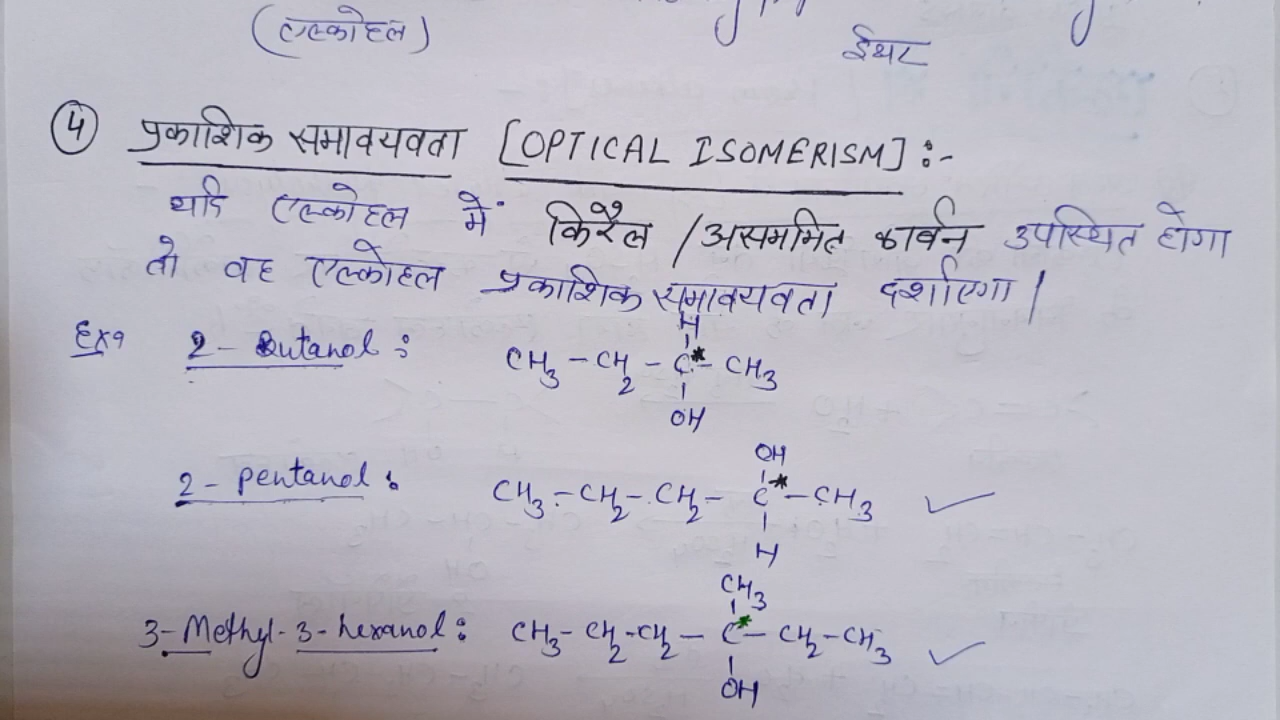 (एल्कोहल)
ईथर
④ प्रकाशिक समावयवता [OPTICAL ISOMERISM] :-
यदि एल्कोहल में किरैल / असममित कार्बन उपस्थित होगा
तो वह एल्कोहल प्रकाशिक समावयवता दर्शाएगा |
H
Ex 2-Butanol : CH3 - CH2 - C* - CH3
OH
OH
2-pentanol : CH3 - CH2 - CH2 - C* - CH3 ✓
H
CH3
3-Methyl-3-hexanol : CH3 - CH2 - CH2 - C* - CH2 - CH3 ✓
OH